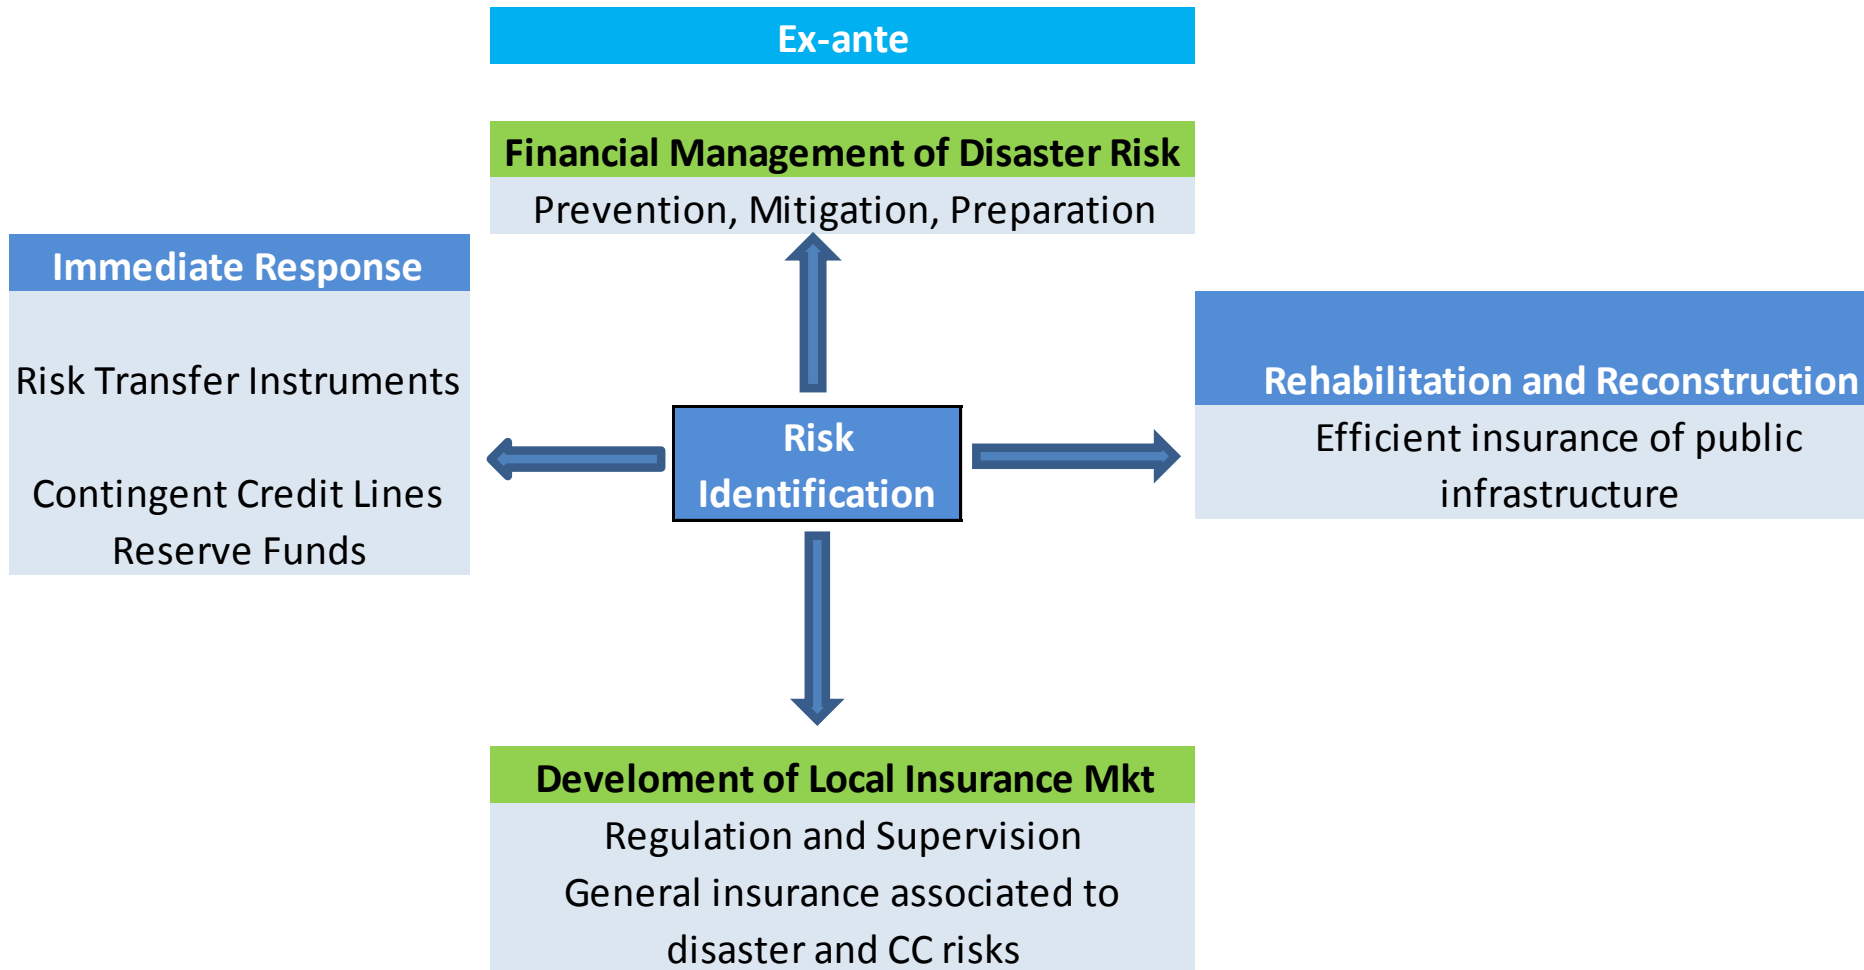 Ex-ante
Financial Management of Disaster Risk
Prevention, Mitigation, Preparation
Immediate Response
Risk Transfer Instruments
Contingent Credit Lines
Reserve Funds
Risk
Identification
Rehabilitation and Reconstruction
Efficient insurance of public
infrastructure
Develoment of Local Insurance Mkt
Regulation and Supervision
General insurance associated to
disaster and CC risks